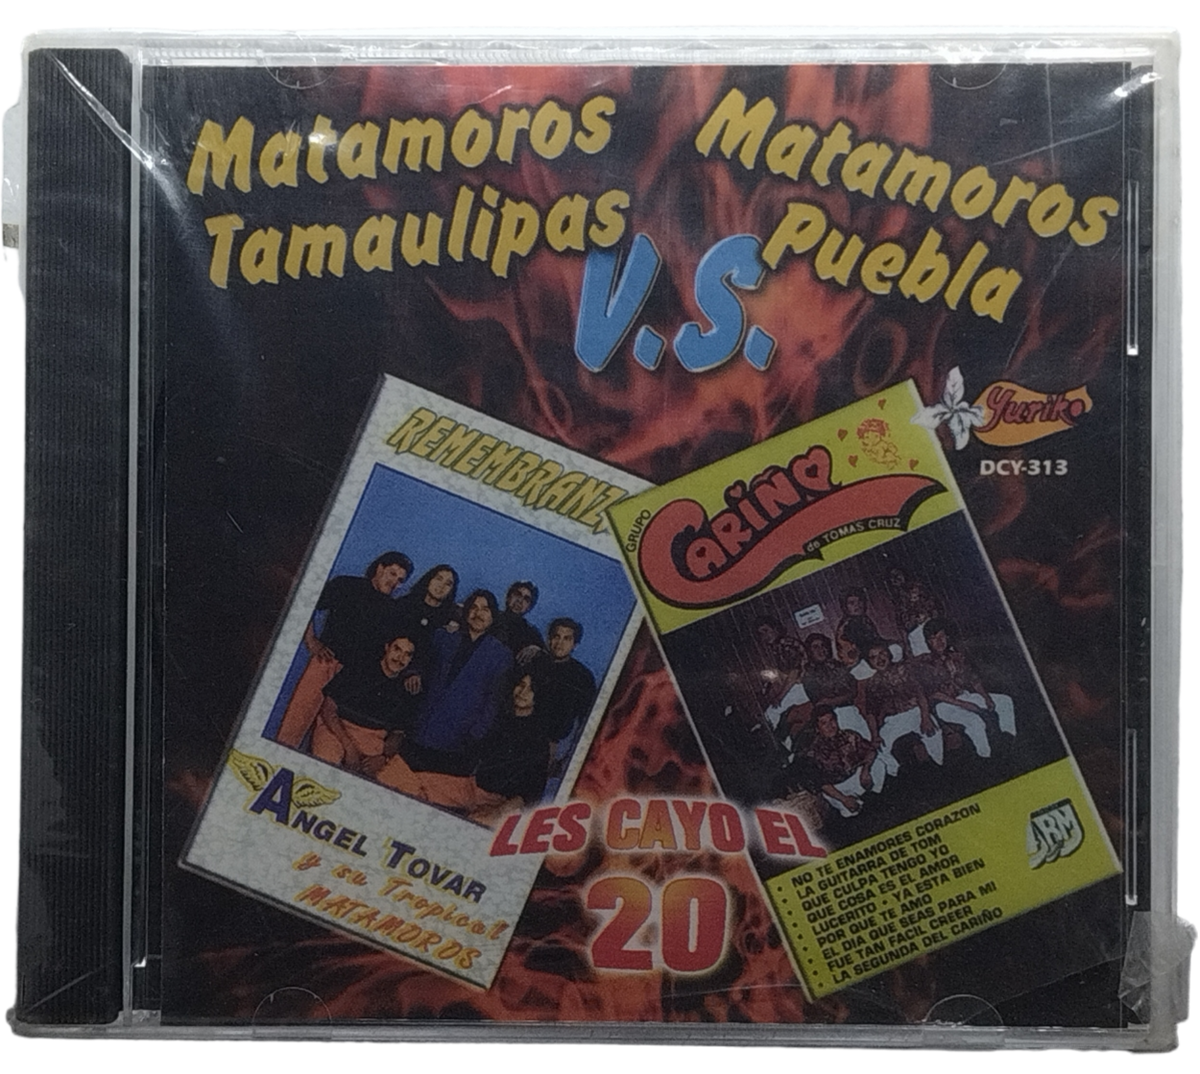 Matamoros
Tamaulipas
V.S.
Matamoros
Puebla
Yuriko
DCY-313
REMEMBRANZ
ANGEL TOVAR
y su Tropical
MATAMOROS
GRUPO
CARIÑO
de TOMAS CRUZ
LES CAYO EL
20
• NO TE ENAMORES CORAZON
• LA GUITARRA DE TOM
• QUE CULPA TENGO YO
• QUE COSA ES EL AMOR
• LUCERITO • YA ESTA BIEN
• POR QUE TE AMO
• EL DIA QUE SEAS PARA MI
• FUE TAN FACIL CREER
• LA SEGUNDA DEL CARIÑO
ARM